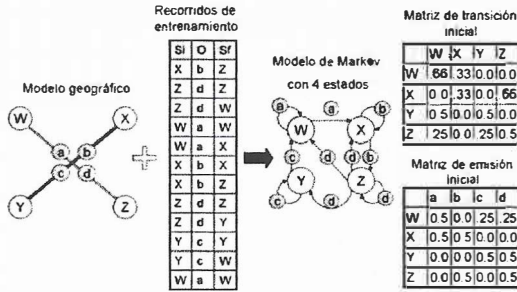 Modelo geográfico
W X
a b
c d
Y Z
Recorridos de
entrenamiento
Si O Sf
X b Z
Z d Z
Z d W
W a W
W a X
X b X
X b Z
Z d Z
Z d Y
Y c Y
Y c W
W a W
Modelo de Markov
con 4 estados
a a b
W X
c d d b
Y Z
c d d
Matriz de transición
inicial
W X Y Z
W .66 .33 0.0 0.0
X 0.0 .33 0.0 .66
Y 0.5 0.0 0.5 0.0
Z .25 0.0 .25 0.5
Matriz de emisión
inicial
a b c d
W 0.5 0.0 .25 .25
X 0.5 0.5 0.0 0.0
Y 0.0 0.0 0.5 0.5
Z 0.0 0.5 0.0 0.5